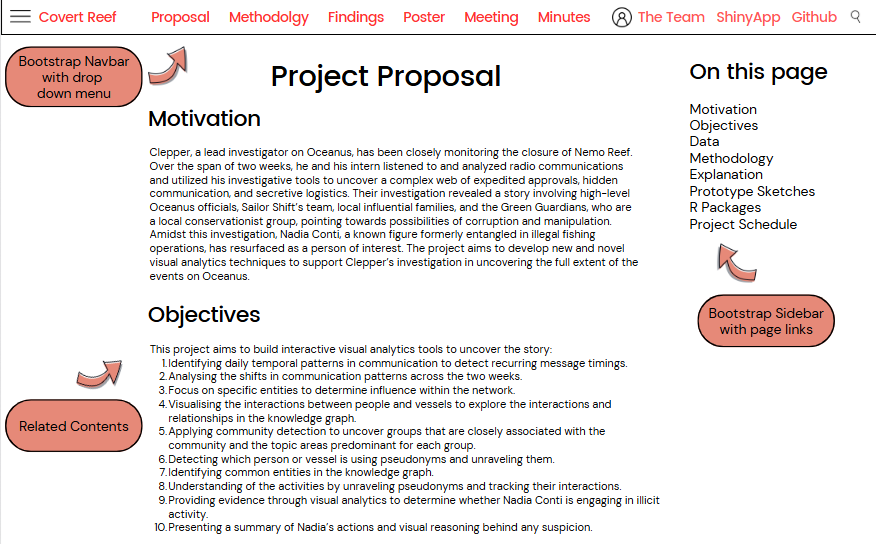 Covert Reef Proposal Methodolgy Findings Poster Meeting Minutes The Team ShinyApp Github
Bootstrap Navbar
with drop
down menu
Project Proposal
Motivation
Clepper, a lead investigator on Oceanus, has been closely monitoring the closure of Nemo Reef.
Over the span of two weeks, he and his intern listened to and analyzed radio communications
and utilized his investigative tools to uncover a complex web of expedited approvals, hidden
communication, and secretive logistics. Their investigation revealed a story involving high-level
Oceanus officials, Sailor Shift's team, local influential families, and the Green Guardians, who are
a local conservationist group, pointing towards possibilities of corruption and manipulation.
Amidst this investigation, Nadia Conti, a known figure formerly entangled in illegal fishing
operations, has resurfaced as a person of interest. The project aims to develop new and novel
visual analytics techniques to support Clepper's investigation in uncovering the full extent of the
events on Oceanus.
Objectives
This project aims to build interactive visual analytics tools to uncover the story:
1. Identifying daily temporal patterns in communication to detect recurring message timings.
2. Analysing the shifts in communication patterns across the two weeks.
3. Focus on specific entities to determine influence within the network.
4. Visualising the interactions between people and vessels to explore the interactions and
relationships in the knowledge graph.
5. Applying community detection to uncover groups that are closely associated with the
community and the topic areas predominant for each group.
6. Detecting which person or vessel is using pseudonyms and unraveling them.
7. Identifying common entities in the knowledge graph.
8. Understanding of the activities by unraveling pseudonyms and tracking their interactions.
9. Providing evidence through visual analytics to determine whether Nadia Conti is engaging in illicit
activity.
10. Presenting a summary of Nadia's actions and visual reasoning behind any suspicion.
Related Contents
On this page
Motivation
Objectives
Data
Methodology
Explanation
Prototype Sketches
R Packages
Project Schedule
Bootstrap Sidebar
with page links